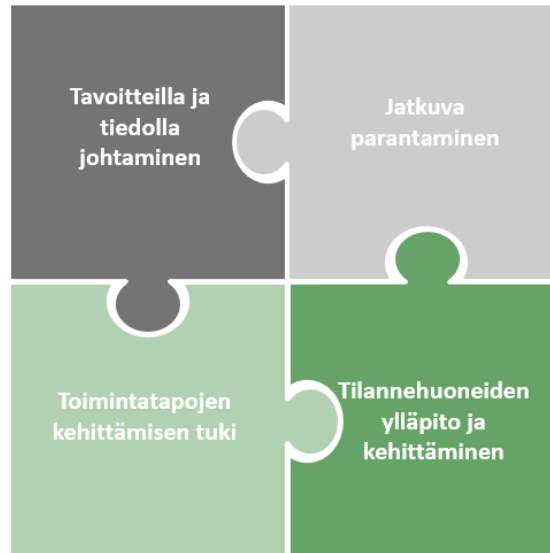 Tavoitteilla ja
tiedolla
johtaminen
Jatkuva
parantaminen
Toimintatapojen
kehittämisen tuki
Tilannehuoneiden
ylläpito ja
kehittäminen